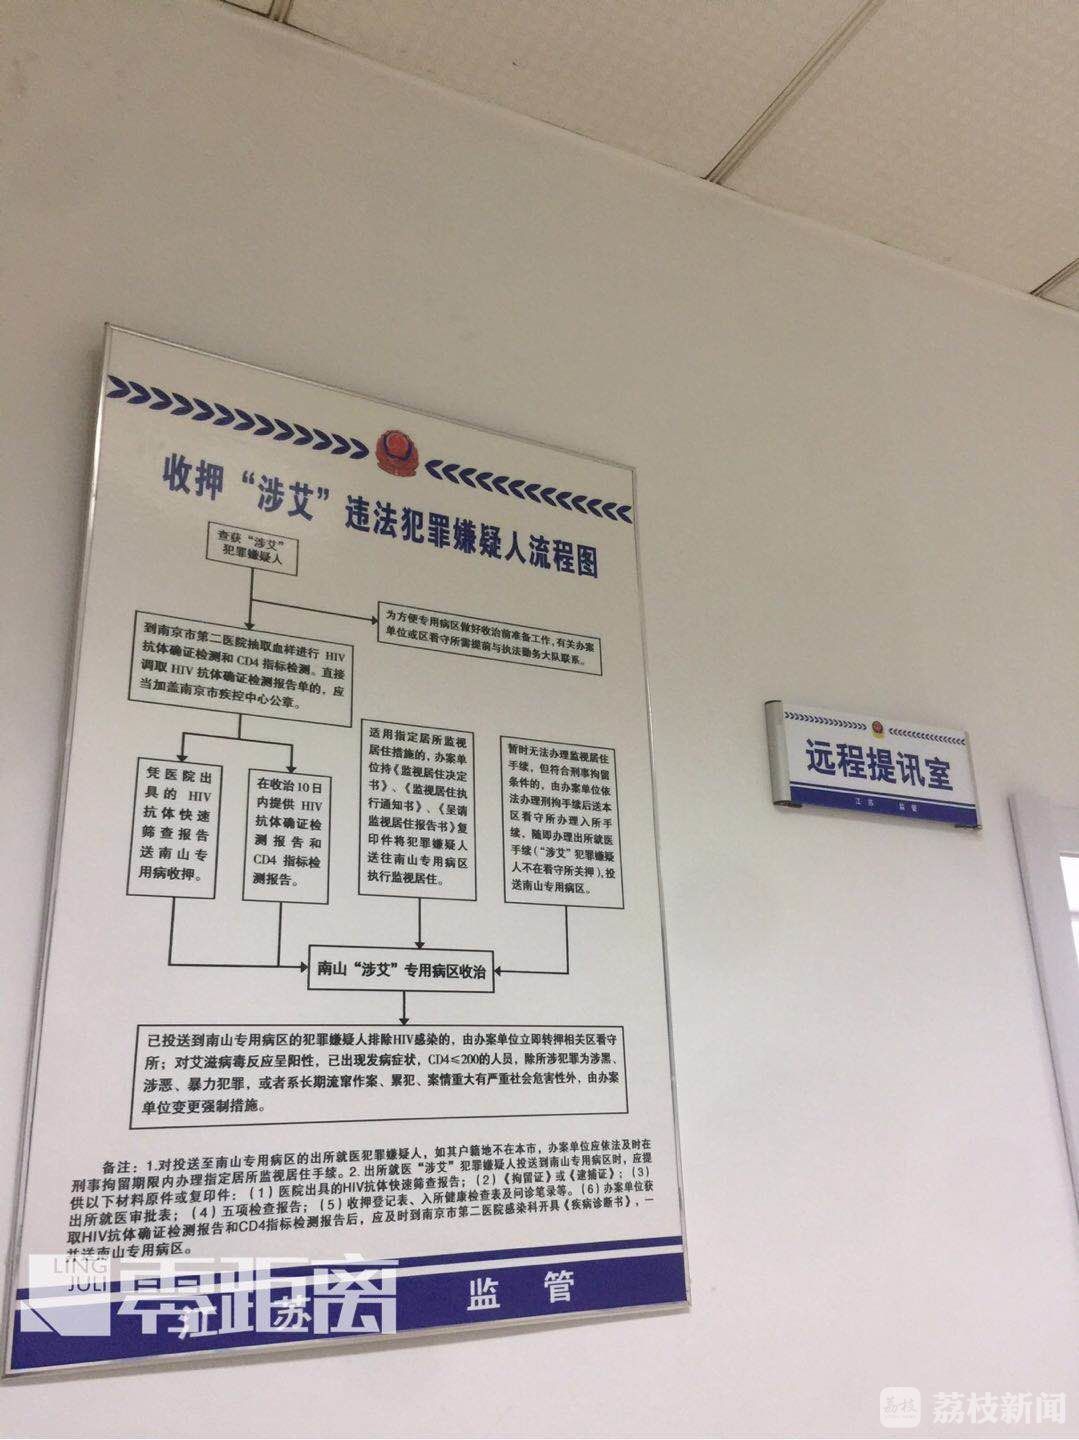 收押“涉艾”违法犯罪嫌疑人流程图
查获“涉艾”
犯罪嫌疑人
为方便专用病区做好收治前准备工作,有关办案
单位或区看守所需提前与执法勤务大队联系。
到南京市第二医院抽取血样进行 HIV
抗体确证检测和 CD4 指标检测。直接
调取 HIV 抗体确证检测报告单的，应
当加盖南京市疾控中心公章。
凭医院出
具的 HIV
抗体快速
筛查报告
送南山专
用病收押。
在收治10日
内提供 HIV
抗体确证检
测报告和
CD4 指标检
测报告。
适用指定居所监视
居住措施的，办案单
位持《监视居住决定
书》、《监视居住执
行通知书》、《呈请
监视居住报告书》复
印件将犯罪嫌疑人
送往南山专用病区
执行监视居住。
暂时无法办理监视居住
手续，但符合刑事拘留
条件的，由办案单位依
法办理刑拘手续后送本
区看守所办理入所手
续，随即办理出所就医
手续(“涉艾”犯罪嫌疑
人不在看守所关押),投
送南山专用病区。
南山“涉艾”专用病区收治
已投送到南山专用病区的犯罪嫌疑人排除HIV感染的，由办案单位立即转押相关区看守
所；对艾滋病毒反应呈阳性，已出现发病症状，CD4≤200的人员，除所涉犯罪为涉黑、
涉恶、暴力犯罪，或者系长期流窜作案、累犯、案情重大有严重社会危害性外，由办案
单位变更强制措施。
备注：1.对投送至南山专用病区的出所就医犯罪嫌疑人，如其户籍地不在本市，办案单位应依法及时在
刑事拘留期限内办理指定居所监视居住手续。2.出所就医“涉艾”犯罪嫌疑人投送到南山专用病区时，应提
供以下材料原件或复印件：(1)医院出具的HIV抗体快速筛查报告；(2)《拘留证》或《逮捕证》；(3)
出所就医审批表；(4)五项检查报告；(5)收押登记表、入所健康检查表及问诊笔录等。(6)办案单位获
取HIV抗体确证检测报告和CD4指标检测报告后，应及时到南京市第二医院感染科开具《疾病诊断书》，一
并送南山专用病区。
江苏 监管
远程提讯室
江苏 监管
LING
JULI
零距离
荔枝
荔枝新闻